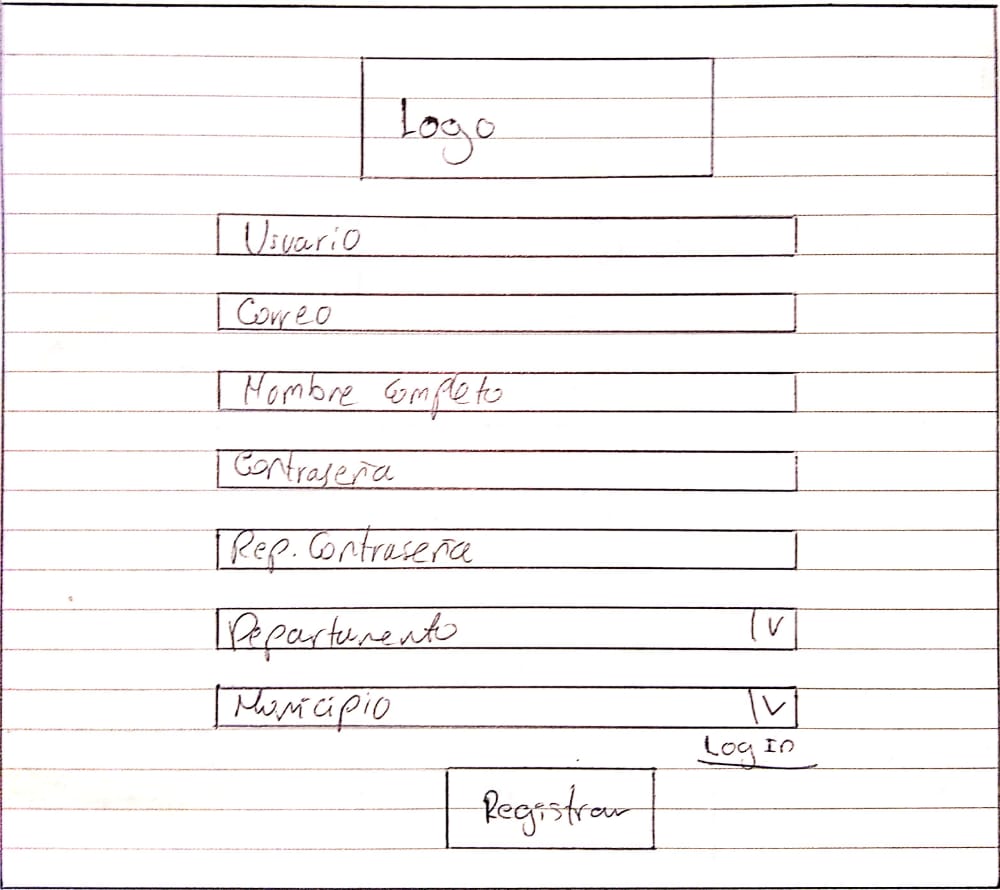 Logo
Usuario
Correo
Nombre Completo
Contraseña
Rep. Contraseña
Departamento
Municipio
Log In
Registrar